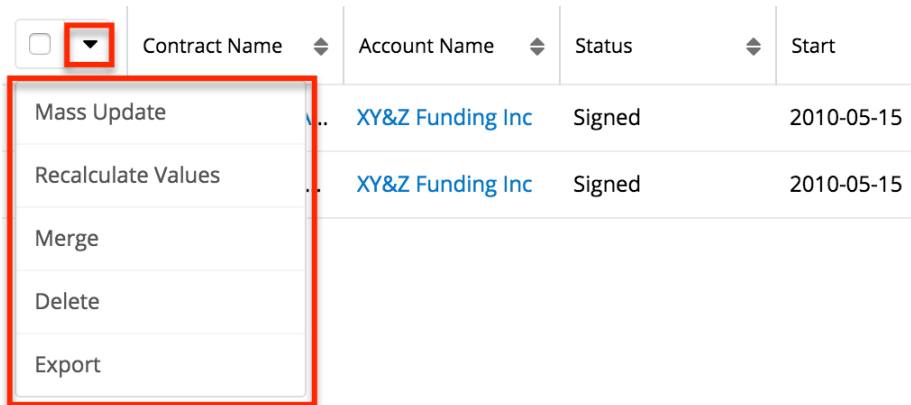 Contract Name Account Name Status Start
Mass Update
XY&Z Funding Inc Signed 2010-05-15
Recalculate Values
XY&Z Funding Inc Signed 2010-05-15
Merge
Delete
Export